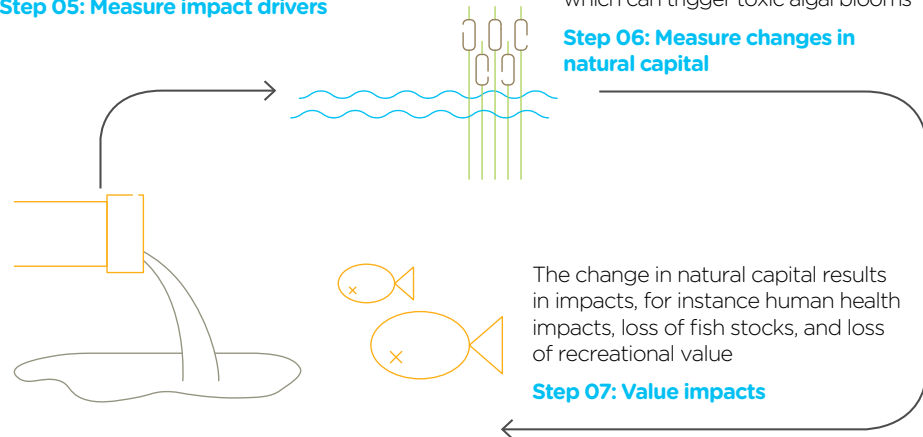 Step 05: Measure impact drivers
which can trigger toxic algal blooms
Step 06: Measure changes in
natural capital
The change in natural capital results
in impacts, for instance human health
impacts, loss of fish stocks, and loss
of recreational value
Step 07: Value impacts